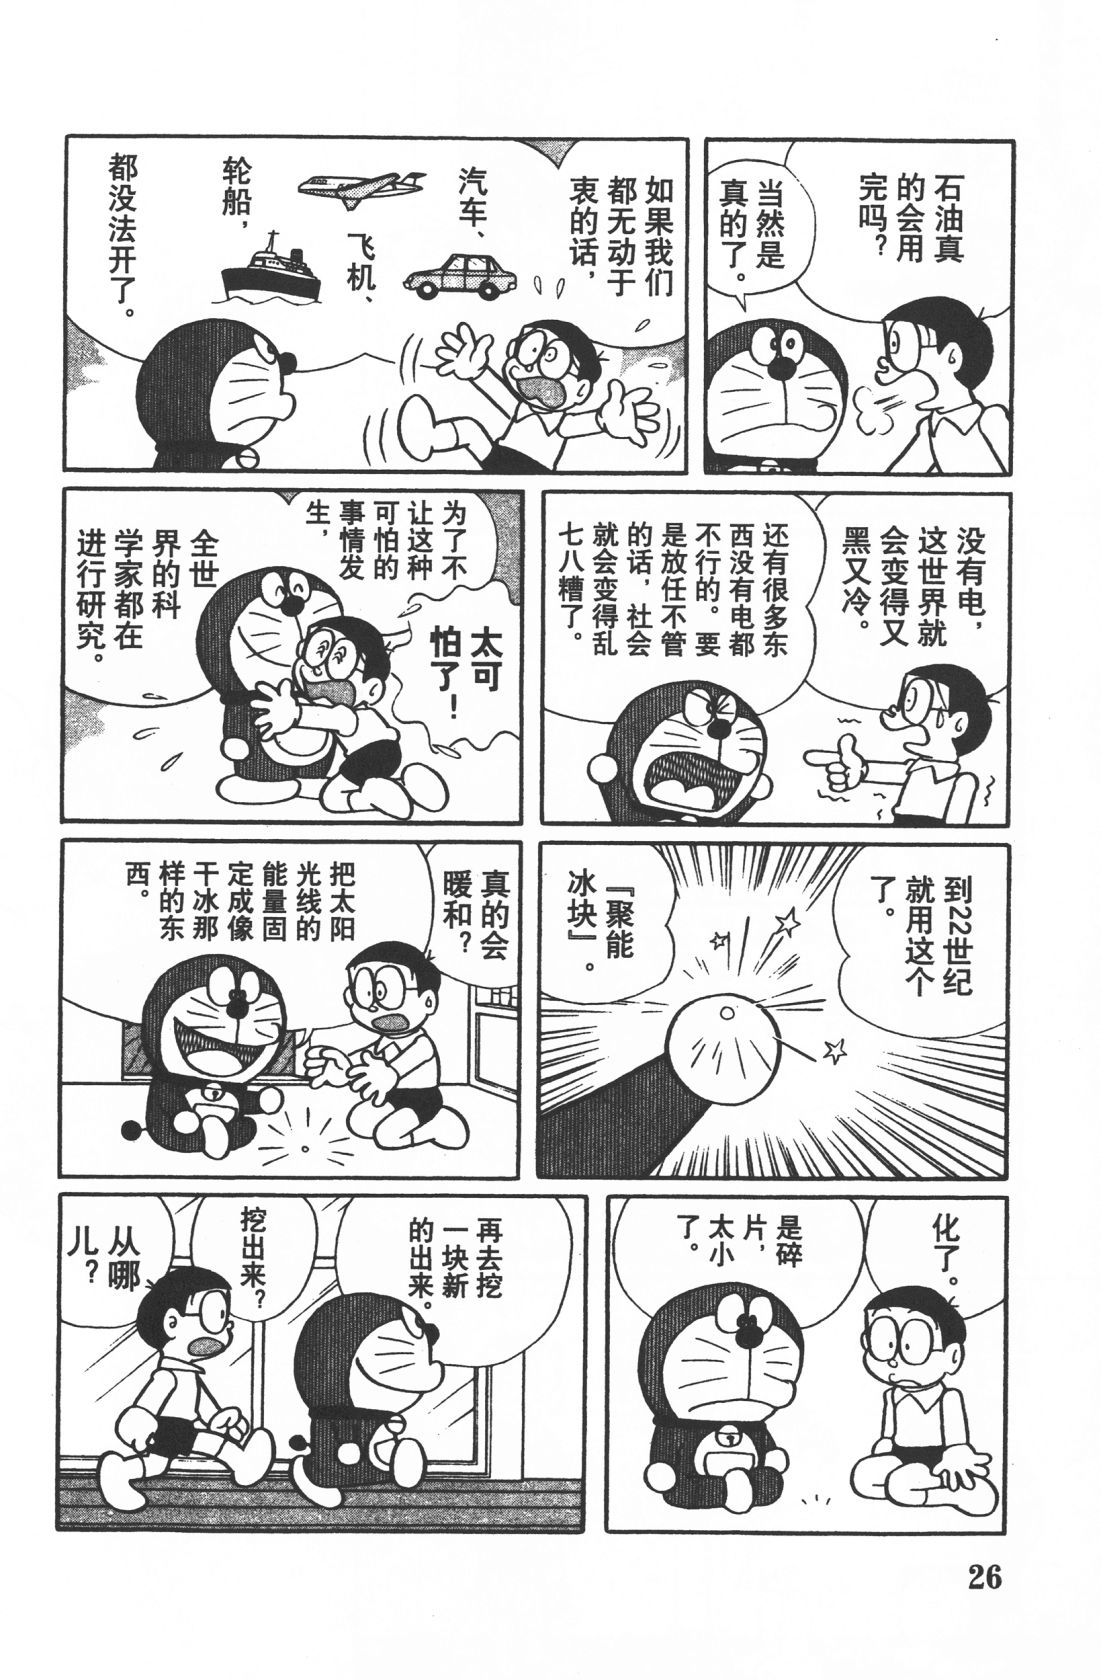 石油真
的会用
完吗?
当然是
真的了。
如果我们
都无动于
衷的话，
汽车、
飞机、
轮船，
都没法开了。
没有电，
这世界就
会变得又
黑又冷。
还有很多东
西没有电都
不行的。要
是放任不管
的话，社会
就会变得乱
七八糟了。
太可
怕了！
为了不
让这种
可怕的
事情发
生，
全世
界的科
学家都在
进行研究。
到22世纪
就用这个
了。
『聚能
冰块』。
真的会
暖和？
把太阳
光线的
能量固
定成像
干冰那
样的东
西。
化了。
是碎
片，
太小
了。
再去挖
一块新
的出来。
挖出来？
从哪
儿？
26